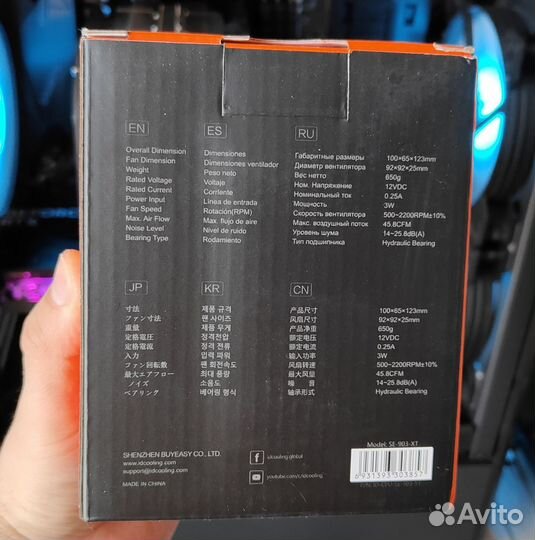 EN
Overall Dimension
Fan Dimension
Weight
Rated Voltage
Rated Current
Power Input
Fan Speed
Max. Air Flow
Noise Level
Bearing Type
ES
Dimensiones
Dimensiones ventilador
Peso neto
Voltaje
Corriente
Línea de entrada
Rotación(RPM)
Max. flujo do aire
Nivel de ruido
Rodamiento
RU
Габаритные размеры 100×65×123mm
Диаметр вентилятора 92×92×25mm
Вес нетто 650g
Ном. Напряжение 12VDC
Номинальный ток 0.25A
Мощность 3W
Скорость вентилятора 500~2200RPM±10%
Макс. воздушный поток 45.8CFM
Уровень шума 14~25.8dB(A)
Тип подшипника Hydraulic Bearing
JP
寸法
ファン寸法
重量
定格電圧
定格電流
入力
ファン回転数
最大エアフロー
ノイズ
ベアリング
KR
제품 규격
팬 사이즈
제품 무게
정격전압
정격 전류
입력 파워
팬 회전속도
최대 풍량
소음도
베어링 형식
CN
产品尺寸 100×65×123mm
风扇尺寸 92×92×25mm
产品净重 650g
额定电压 12VDC
额定电流 0.25A
输入功率 3W
风扇转速 500~2200RPM±10%
最大风量 45.8CFM
噪音 14~25.8dB(A)
轴承形式 Hydraulic Bearing
SHENZHEN BUYEASY CO., LTD.
www.idcooling.com
support@idcooling.com
MADE IN CHINA
idcooling.global
youtube.com/c/idcooling
Model: SE-903-XT
6931393303857
Avito